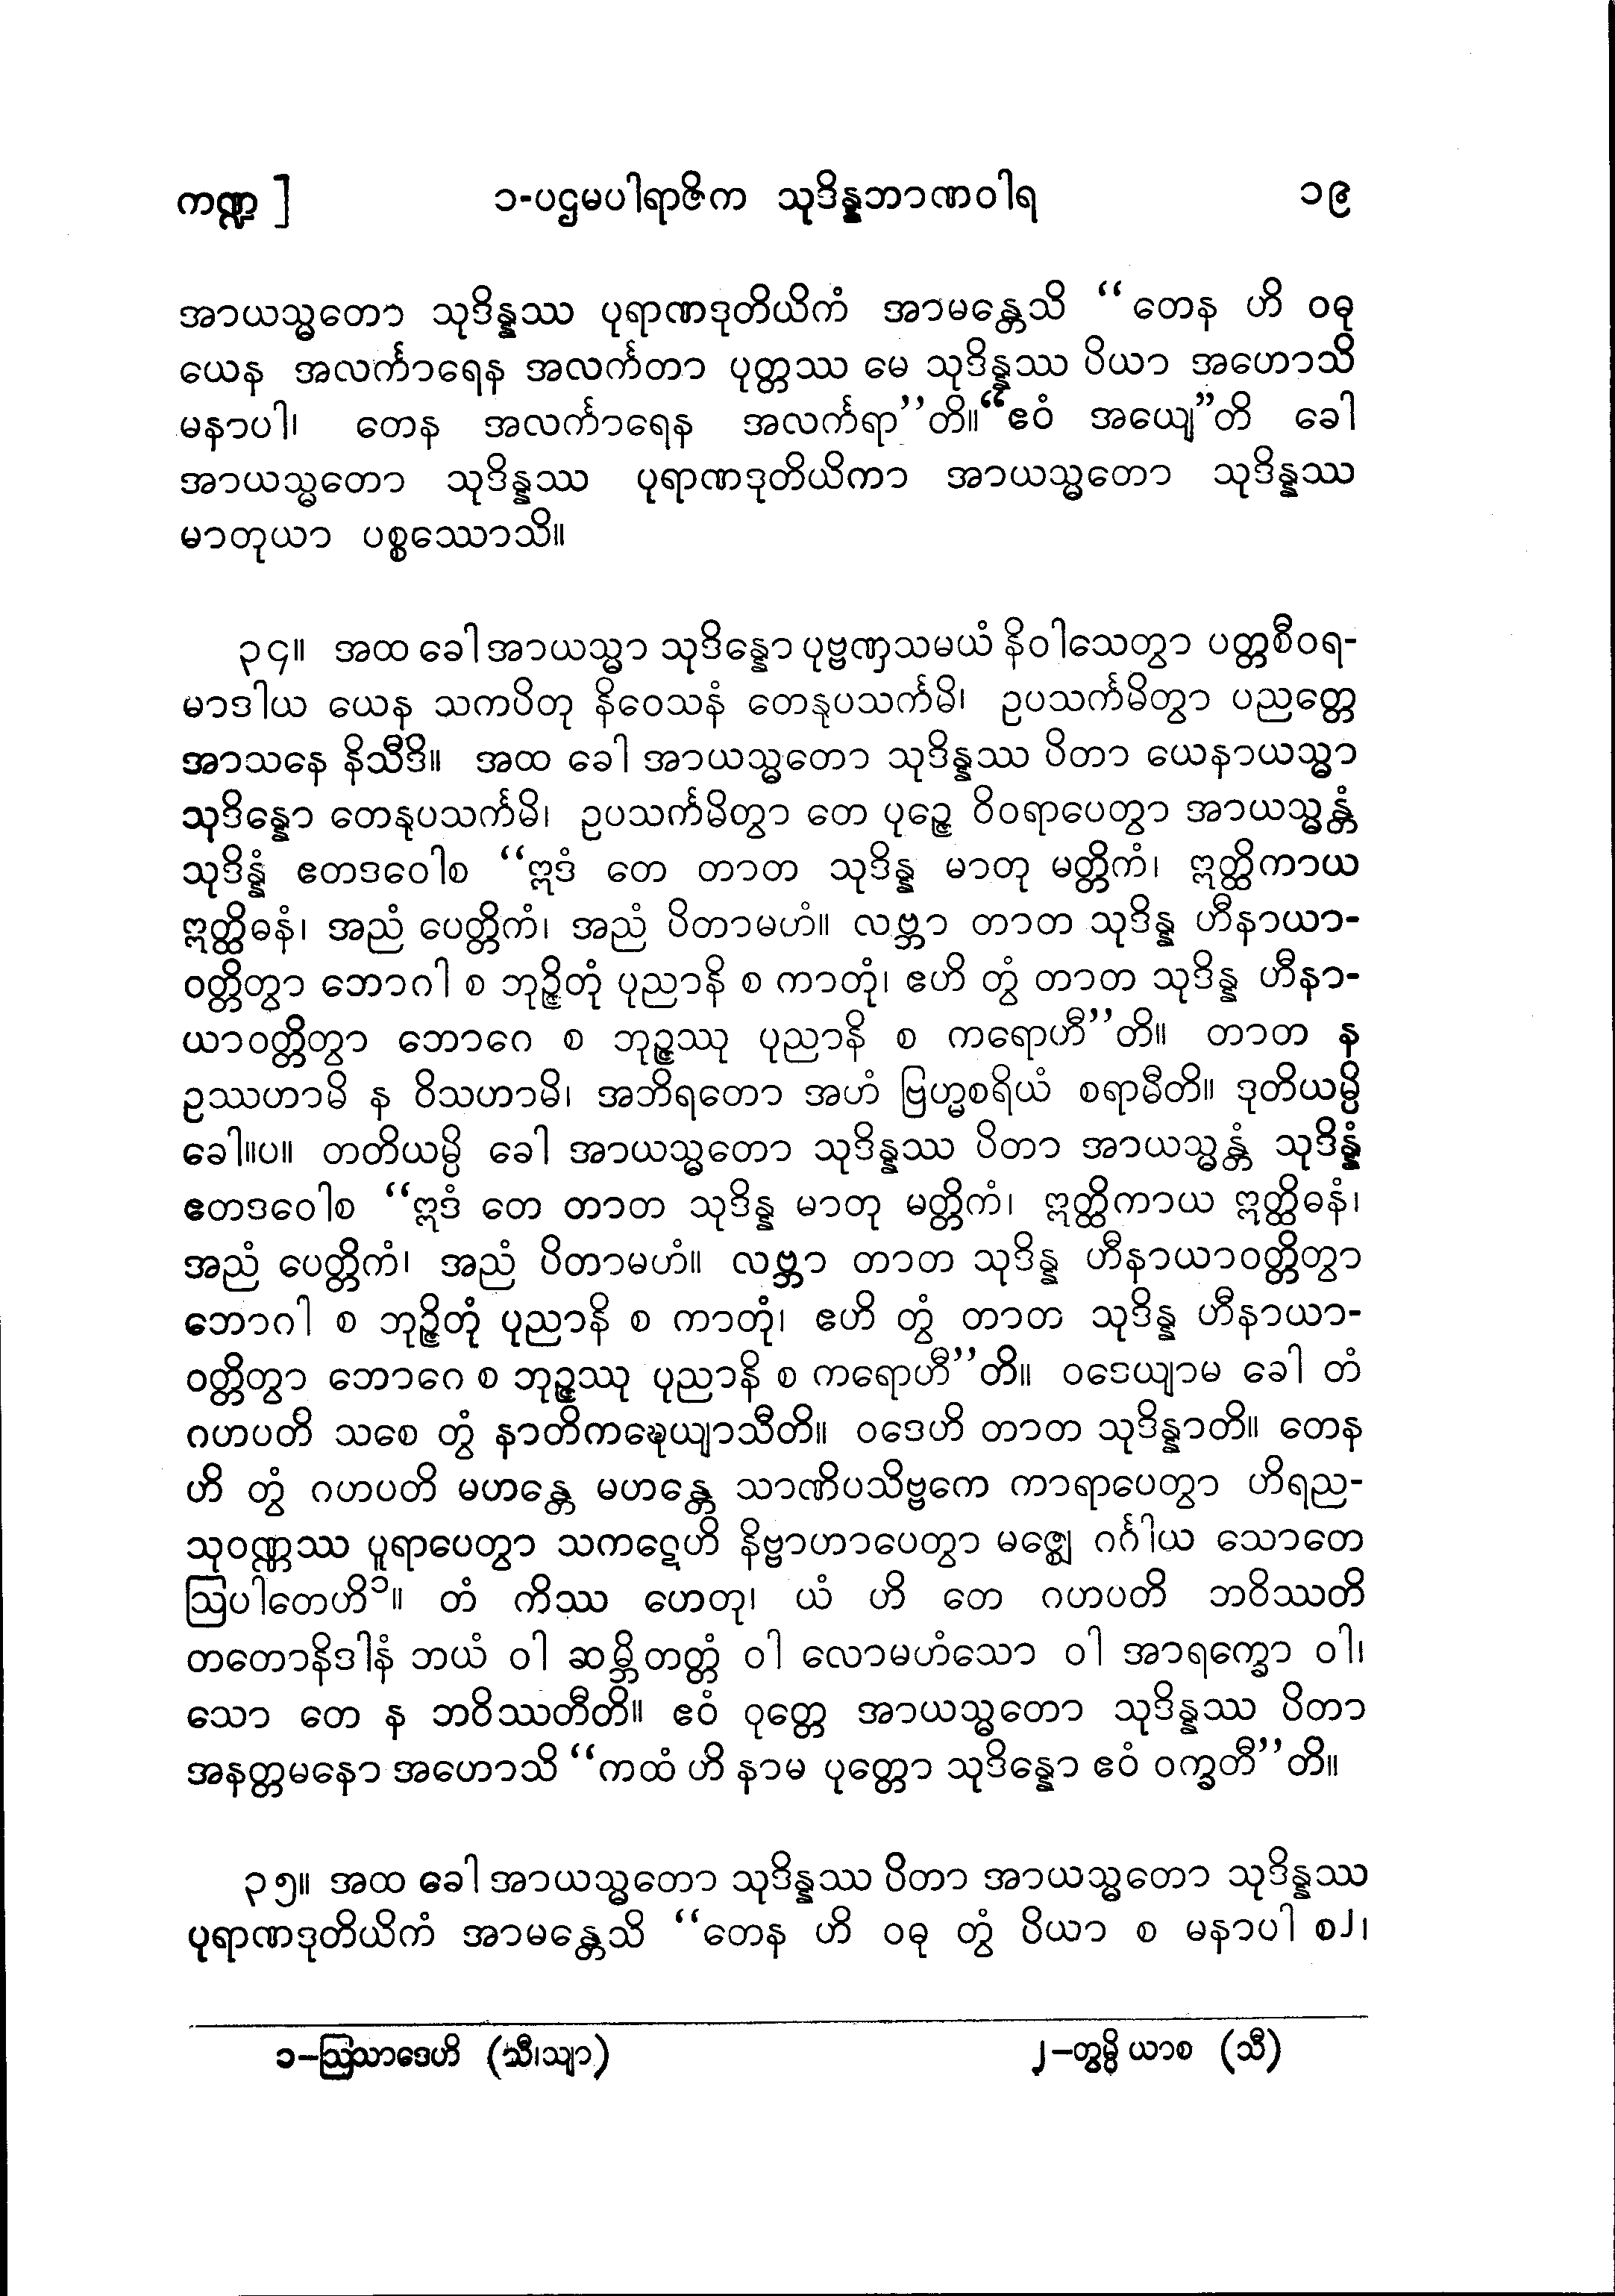 ကဏ္ဍ ] ၁-ပဌမပါရာဇိက သုဒိန္နဘာဏဝါရ ၁၉
အာယသ္မတော သုဒိန္နဿ ပုရာဏဒုတိယိကံ အာမန္တေသိ “တေန ဟိ ဝဓု
ယေန အလင်္ကာရေန အလင်္ကတာ ပုတ္တဿ မေ သုဒိန္နဿ ပိယာ အဟောသိ
မနာပါ၊ တေန အလင်္ကာရေန အလင်္ကရာ”တိ။ “ဧဝံ အယျေ”တိ ခေါ
အာယသ္မတော သုဒိန္နဿ ပုရာဏဒုတိယိကာ အာယသ္မတော သုဒိန္နဿ
မာတုယာ ပစ္စဿောသိ။
၃၄။ အထ ခေါ အာယသ္မာ သုဒိန္နော ပုဗ္ဗဏှသမယံ နိဝါသေတွာ ပတ္တစီဝရ-
မာဒါယ ယေန သကပိတု နိဝေသနံ တေနုပသင်္ကမိ၊ ဥပသင်္ကမိတွာ ပညတ္တေ
အာသနေ နိသီဒိ။ အထ ခေါ အာယသ္မတော သုဒိန္နဿ ပိတာ ယေနာယသ္မာ
သုဒိန္နော တေနုပသင်္ကမိ၊ ဥပသင်္ကမိတွာ တေ ပုဉ္ဇေ ဝိဝရာပေတွာ အာယသ္မန္တံ
သုဒိန္နံ ဧတဒဝေါစ “ဣဒံ တေ တာတ သုဒိန္န မာတု မတ္တိကံ၊ ဣတ္ထိကာယ
ဣတ္ထိဓနံ၊ အညံ ပေတ္တိကံ၊ အညံ ပိတာမဟံ။ လဗ္ဘာ တာတ သုဒိန္န ဟီနာယာ-
ဝတ္တိတွာ ဘောဂါ စ ဘုဉ္ဇိတုံ ပုညာနိ စ ကာတုံ၊ ဧဟိ တွံ တာတ သုဒိန္န ဟီနာ-
ယာဝတ္တိတွာ ဘောဂေ စ ဘုဉ္ဇဿု ပုညာနိ စ ကရောဟီ”တိ။ တာတ န
ဥဿဟာမိ န ဝိသဟာမိ၊ အဘိရတော အဟံ ဗြဟ္မစရိယံ စရာမီတိ။ ဒုတိယမ္ပိ
ခေါ။ပ။ တတိယမ္ပိ ခေါ အာယသ္မတော သုဒိန္နဿ ပိတာ အာယသ္မန္တံ သုဒိန္နံ
ဧတဒဝေါစ “ဣဒံ တေ တာတ သုဒိန္န မာတု မတ္တိကံ၊ ဣတ္ထိကာယ ဣတ္ထိဓနံ၊
အညံ ပေတ္တိကံ၊ အညံ ပိတာမဟံ။ လဗ္ဘာ တာတ သုဒိန္န ဟီနာယာဝတ္တိတွာ
ဘောဂါ စ ဘုဉ္ဇိတုံ ပုညာနိ စ ကာတုံ၊ ဧဟိ တွံ တာတ သုဒိန္န ဟီနာယာ-
ဝတ္တိတွာ ဘောဂေ စ ဘုဉ္ဇဿု ပုညာနိ စ ကရောဟီ”တိ။ ဝဒေယျာမ ခေါ တံ
ဂဟပတိ သစေ တွံ နာတိကဍ္ဎေယျာသီတိ။ ဝဒေဟိ တာတ သုဒိန္နာတိ။ တေန
ဟိ တွံ ဂဟပတိ မဟန္တေ မဟန္တေ သာဏိပသိဗ္ဗကေ ကာရာပေတွာ ဟိရည-
သုဝဏ္ဏဿ ပူရာပေတွာ သကဋေဟိ နိဗ္ဗာဟာပေတွာ မဇ္ဈေ ဂင်္ဂါယ သောတေ
ဩပါတေဟိ၁။ တံ ကိဿ ဟေတု၊ ယံ ဟိ တေ ဂဟပတိ ဘဝိဿတိ
တတောနိဒါနံ ဘယံ ဝါ ဆမ္ဘိတတ္တံ ဝါ လောမဟံသော ဝါ အာရက္ခော ဝါ၊
သော တေ န ဘဝိဿတီတိ။ ဧဝံ ဝုတ္တေ အာယသ္မတော သုဒိန္နဿ ပိတာ
အနတ္တမနော အဟောသိ “ကထံ ဟိ နာမ ပုတ္တော သုဒိန္နော ဧဝံ ဝက္ခတီ”တိ။
၃၅။ အထ ခေါ အာယသ္မတော သုဒိန္နဿ ပိတာ အာယသ္မတော သုဒိန္နဿ
ပုရာဏဒုတိယိကံ အာမန္တေသိ “တေန ဟိ ဝဓု တွံ ပိယာ စ မနာပါ စ၂၊
၁–ဩသာဒေဟိ (သီ၊သျာ) ၂–တွမ္ပိ ယာစ (သီ)